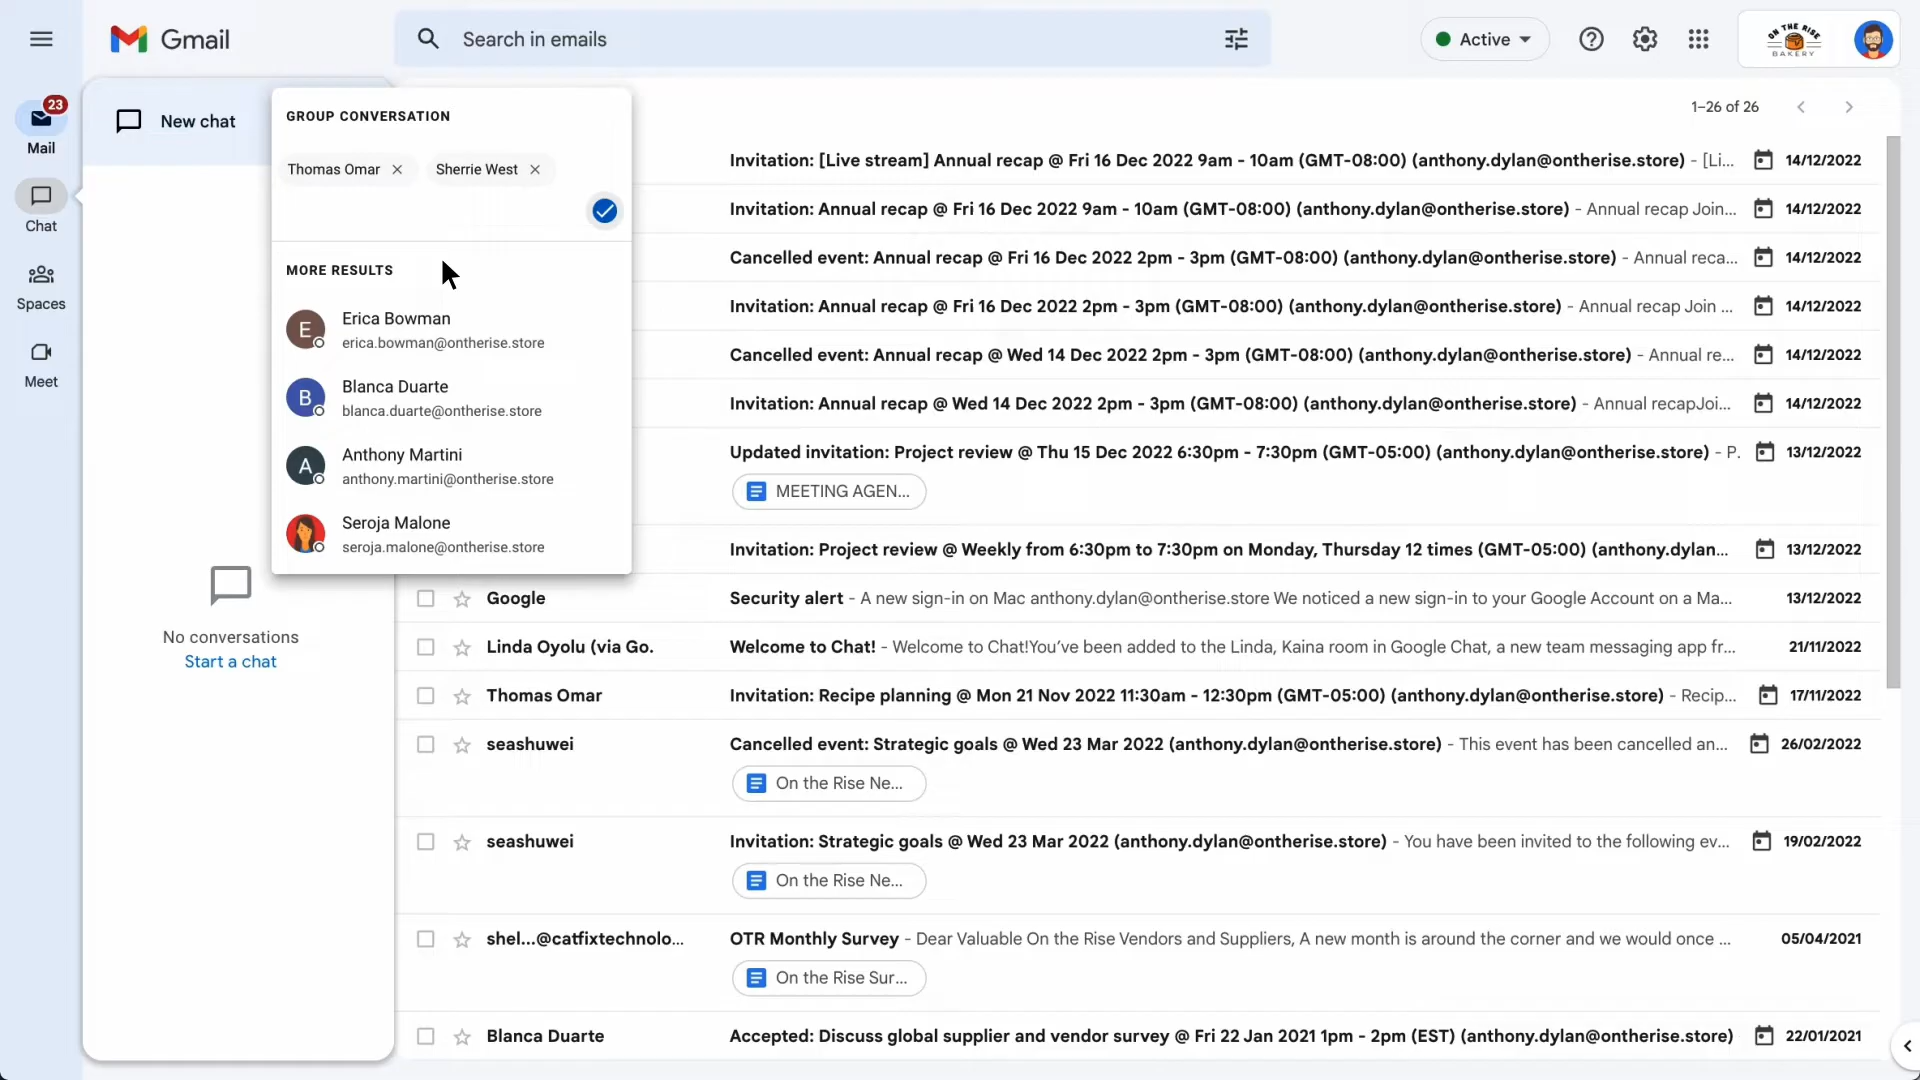 Gmail
Search in emails
Active
ON THE RISE
BAKERY
23
Mail
Chat
Spaces
Meet
New chat
No conversations
Start a chat
GROUP CONVERSATION
Thomas Omar
Sherrie West
MORE RESULTS
E
Erica Bowman
erica.bowman@ontherise.store
B
Blanca Duarte
blanca.duarte@ontherise.store
A
Anthony Martini
anthony.martini@ontherise.store
Seroja Malone
seroja.malone@ontherise.store
1–26 of 26
Invitation: [Live stream] Annual recap @ Fri 16 Dec 2022 9am - 10am (GMT-08:00) (anthony.dylan@ontherise.store) - [Li... 14/12/2022
Invitation: Annual recap @ Fri 16 Dec 2022 9am - 10am (GMT-08:00) (anthony.dylan@ontherise.store) - Annual recap Join... 14/12/2022
Cancelled event: Annual recap @ Fri 16 Dec 2022 2pm - 3pm (GMT-08:00) (anthony.dylan@ontherise.store) - Annual reca... 14/12/2022
Invitation: Annual recap @ Fri 16 Dec 2022 2pm - 3pm (GMT-08:00) (anthony.dylan@ontherise.store) - Annual recap Join ... 14/12/2022
Cancelled event: Annual recap @ Wed 14 Dec 2022 2pm - 3pm (GMT-08:00) (anthony.dylan@ontherise.store) - Annual re... 14/12/2022
Invitation: Annual recap @ Wed 14 Dec 2022 2pm - 3pm (GMT-08:00) (anthony.dylan@ontherise.store) - Annual recapJoi... 14/12/2022
Updated invitation: Project review @ Thu 15 Dec 2022 6:30pm - 7:30pm (GMT-05:00) (anthony.dylan@ontherise.store) - P. 13/12/2022
MEETING AGEN...
Invitation: Project review @ Weekly from 6:30pm to 7:30pm on Monday, Thursday 12 times (GMT-05:00) (anthony.dylan... 13/12/2022
Google Security alert - A new sign-in on Mac anthony.dylan@ontherise.store We noticed a new sign-in to your Google Account on a Ma... 13/12/2022
Linda Oyolu (via Go. Welcome to Chat! - Welcome to Chat!You've been added to the Linda, Kaina room in Google Chat, a new team messaging app fr... 21/11/2022
Thomas Omar Invitation: Recipe planning @ Mon 21 Nov 2022 11:30am - 12:30pm (GMT-05:00) (anthony.dylan@ontherise.store) - Recip... 17/11/2022
seashuwei Cancelled event: Strategic goals @ Wed 23 Mar 2022 (anthony.dylan@ontherise.store) - This event has been cancelled an... 26/02/2022
On the Rise Ne...
seashuwei Invitation: Strategic goals @ Wed 23 Mar 2022 (anthony.dylan@ontherise.store) - You have been invited to the following ev... 19/02/2022
On the Rise Ne...
shel...@catfixtechnolo... OTR Monthly Survey - Dear Valuable On the Rise Vendors and Suppliers, A new month is around the corner and we would once ... 05/04/2021
On the Rise Sur...
Blanca Duarte Accepted: Discuss global supplier and vendor survey @ Fri 22 Jan 2021 1pm - 2pm (EST) (anthony.dylan@ontherise.store) 22/01/2021